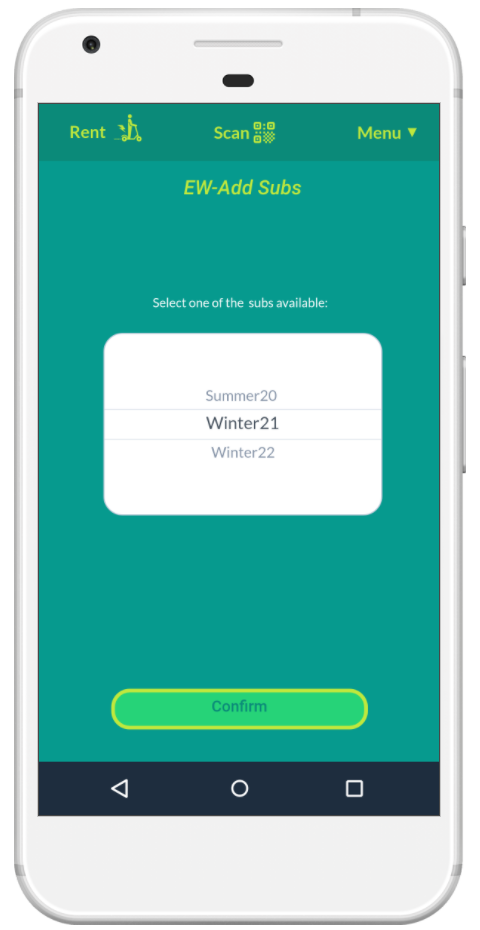 Rent Scan Menu ▼
EW-Add Subs
Select one of the subs available:
Summer20
Winter21
Winter22
Confirm